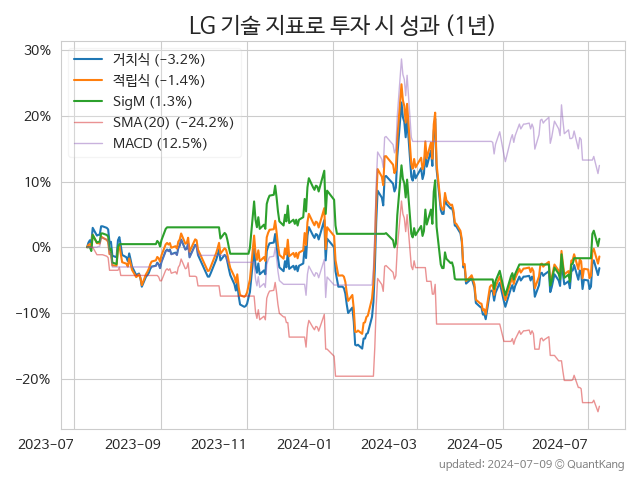 LG 기술 지표로 투자 시 성과 (1년)
거치식 (−3.2%)
적립식 (−1.4%)
SigM (1.3%)
SMA(20) (−24.2%)
MACD (12.5%)
30%
20%
10%
0%
−10%
−20%
2023-07 2023-09 2023-11 2024-01 2024-03 2024-05 2024-07
updated: 2024-07-09 © QuantKang